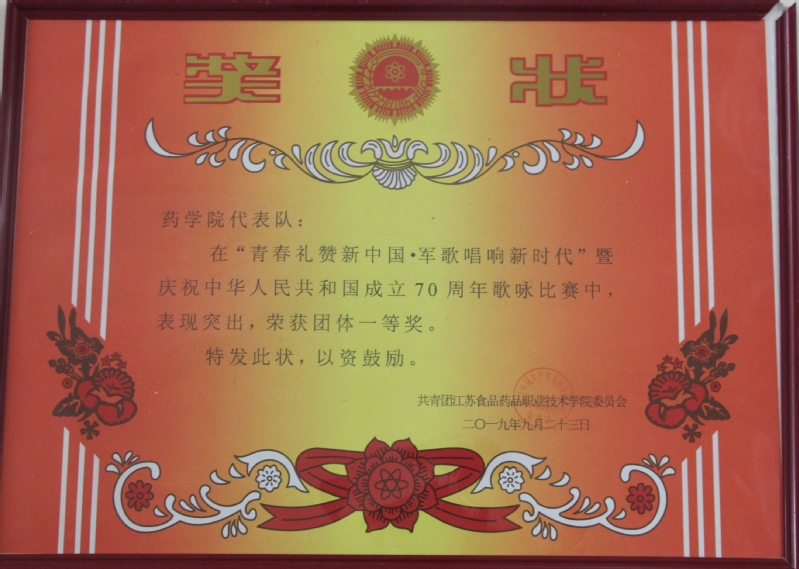 奖 状
药学院代表队：
在“青春礼赞新中国·军歌唱响新时代”暨
庆祝中华人民共和国成立 70 周年歌咏比赛中，
表现突出，荣获团体一等奖。
特发此状，以资鼓励。
共青团江苏食品药品职业技术学院委员会
二〇一九年九月二十三日